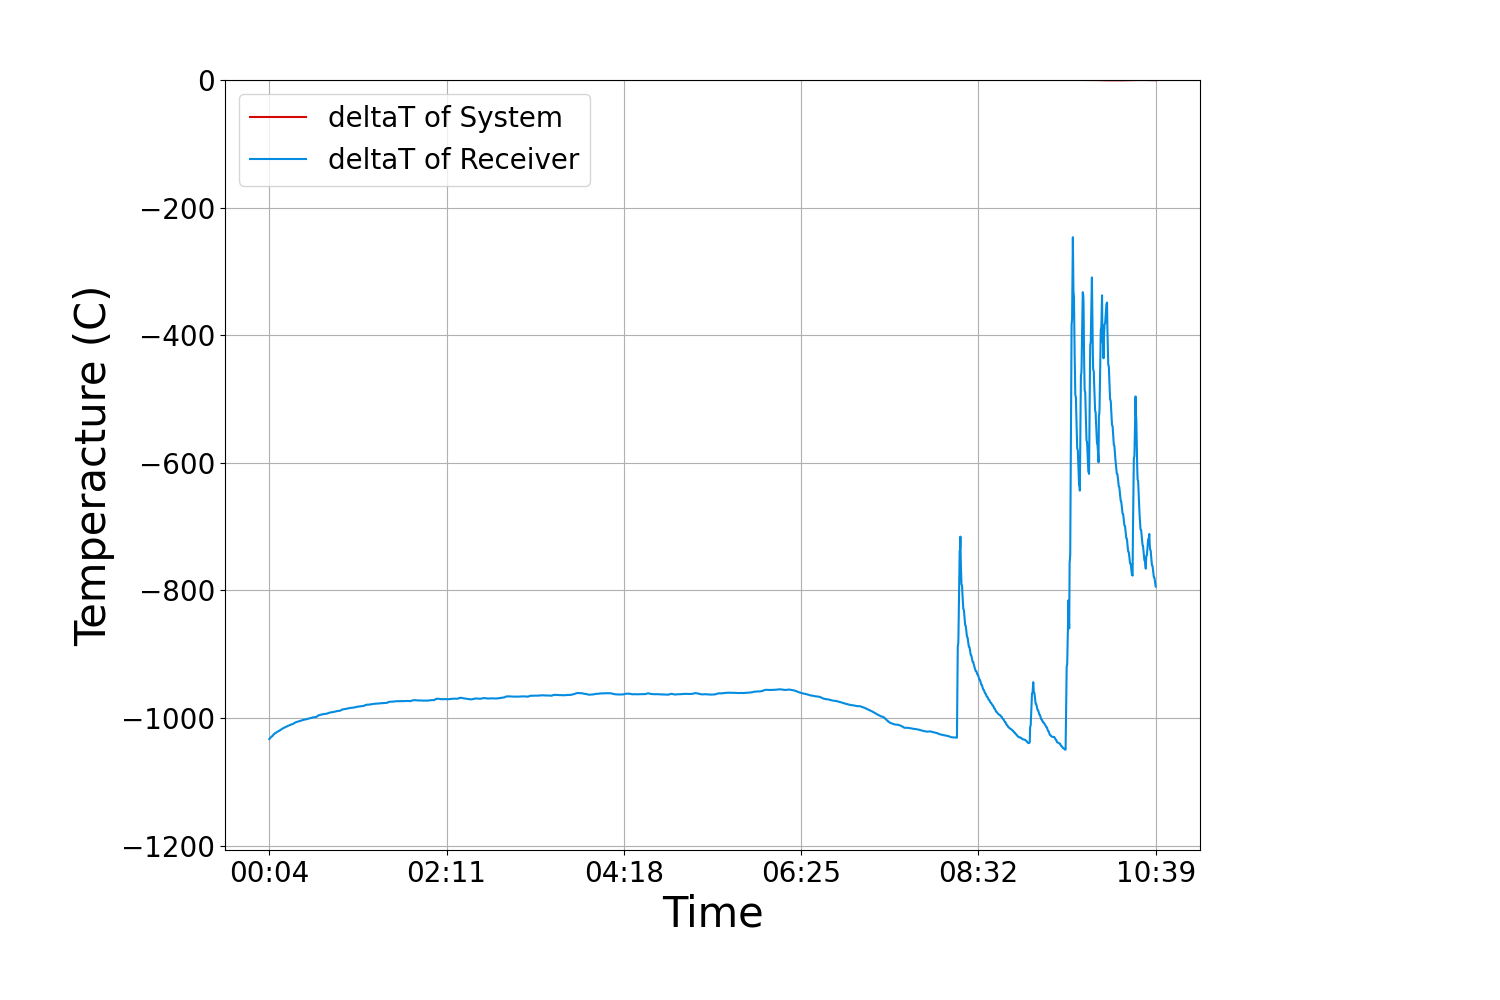 0
deltaT of System
deltaT of Receiver
−200
−400
−600
−800
−1000
−1200
Temperacture (C)
00:04 02:11 04:18 06:25 08:32 10:39
Time